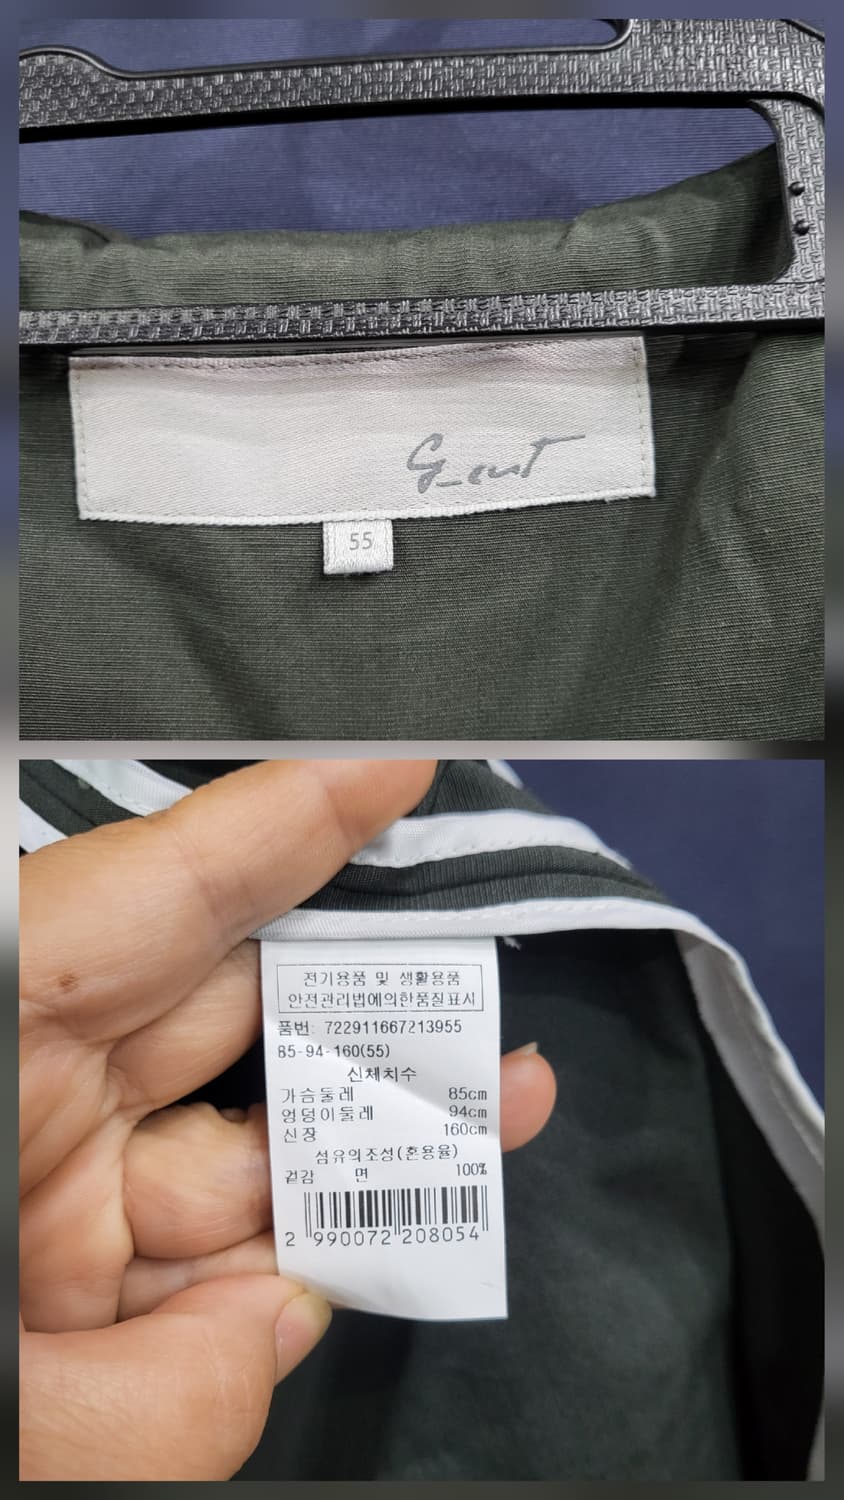 G_cut
55
전기용품 및 생활용품
안전관리법에의한품질표시
품번: 722911667213955
85-94-160(55)
신체치수
가슴둘레 85cm
엉덩이둘레 94cm
신장 160cm
섬유의조성(혼용율)
겉감 면 100%
2 990072 208054